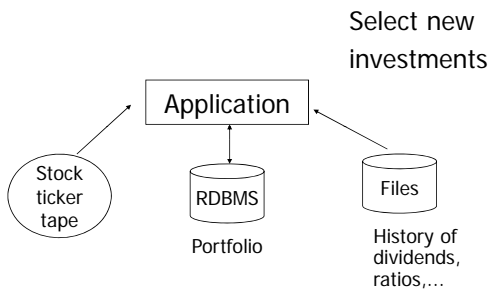 Select new
investments
Application
Stock
ticker
tape
RDBMS
Portfolio
Files
History of
dividends,
ratios,...